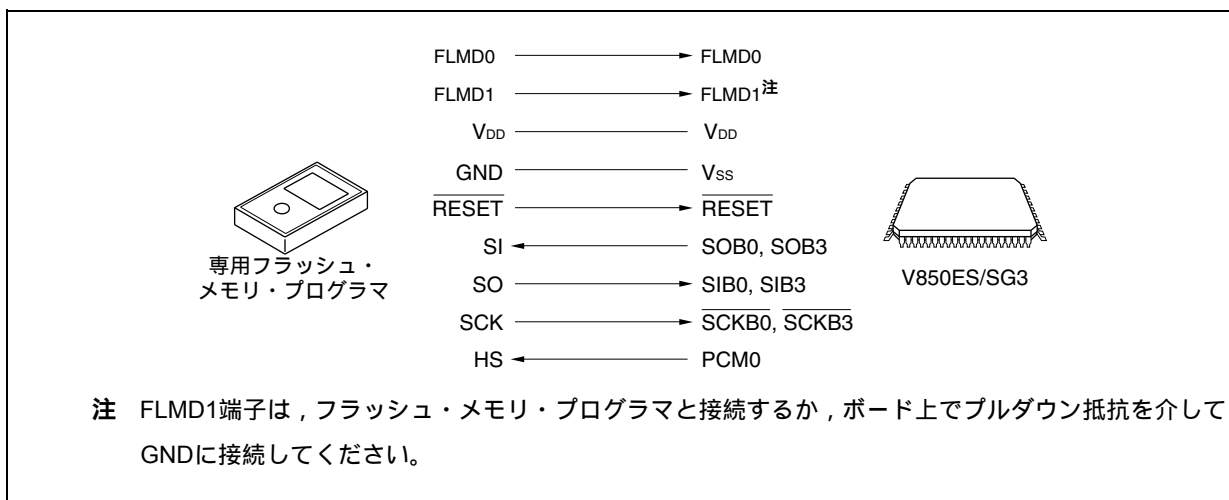 FLMD0 FLMD0
FLMD1 FLMD1注
VDD VDD
GND VSS
RESET RESET
SI SOB0, SOB3
SO SIB0, SIB3
SCK SCKB0, SCKB3
HS PCM0
専用フラッシュ・
メモリ・プログラマ
V850ES/SG3
注 FLMD1端子は，フラッシュ・メモリ・プログラマと接続するか，ボード上でプルダウン抵抗を介して
GNDに接続してください。